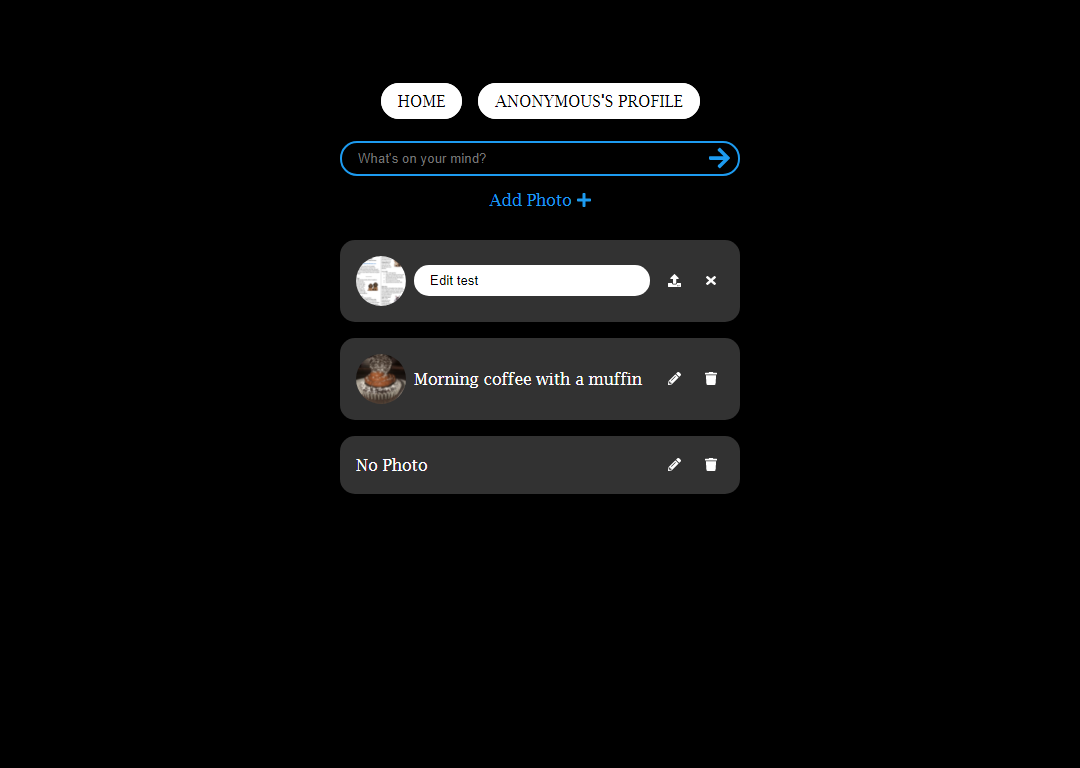 HOME
ANONYMOUS'S PROFILE
What's on your mind?
Add Photo
Edit test
Morning coffee with a muffin
No Photo